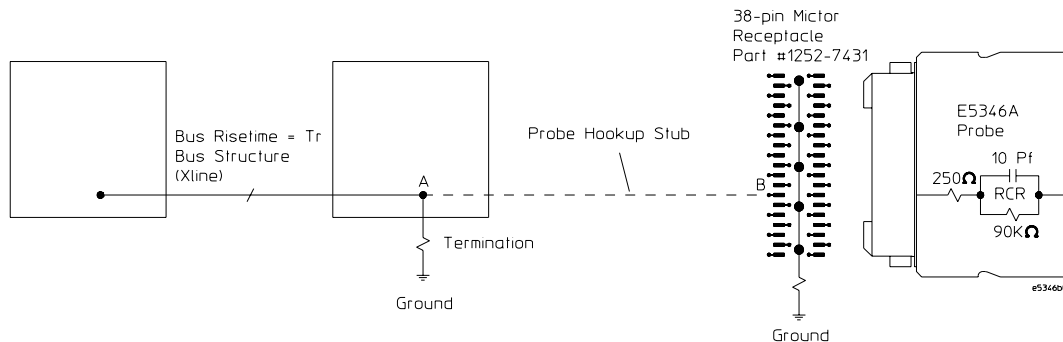 38-pin Mictor
Receptacle
Part #1252-7431
Bus Risetime = Tr
Bus Structure
(Xline)
A
Termination
Ground
Probe Hookup Stub
B
Ground
E5346A
Probe
10 Pf
250Ω
RCR
90KΩ